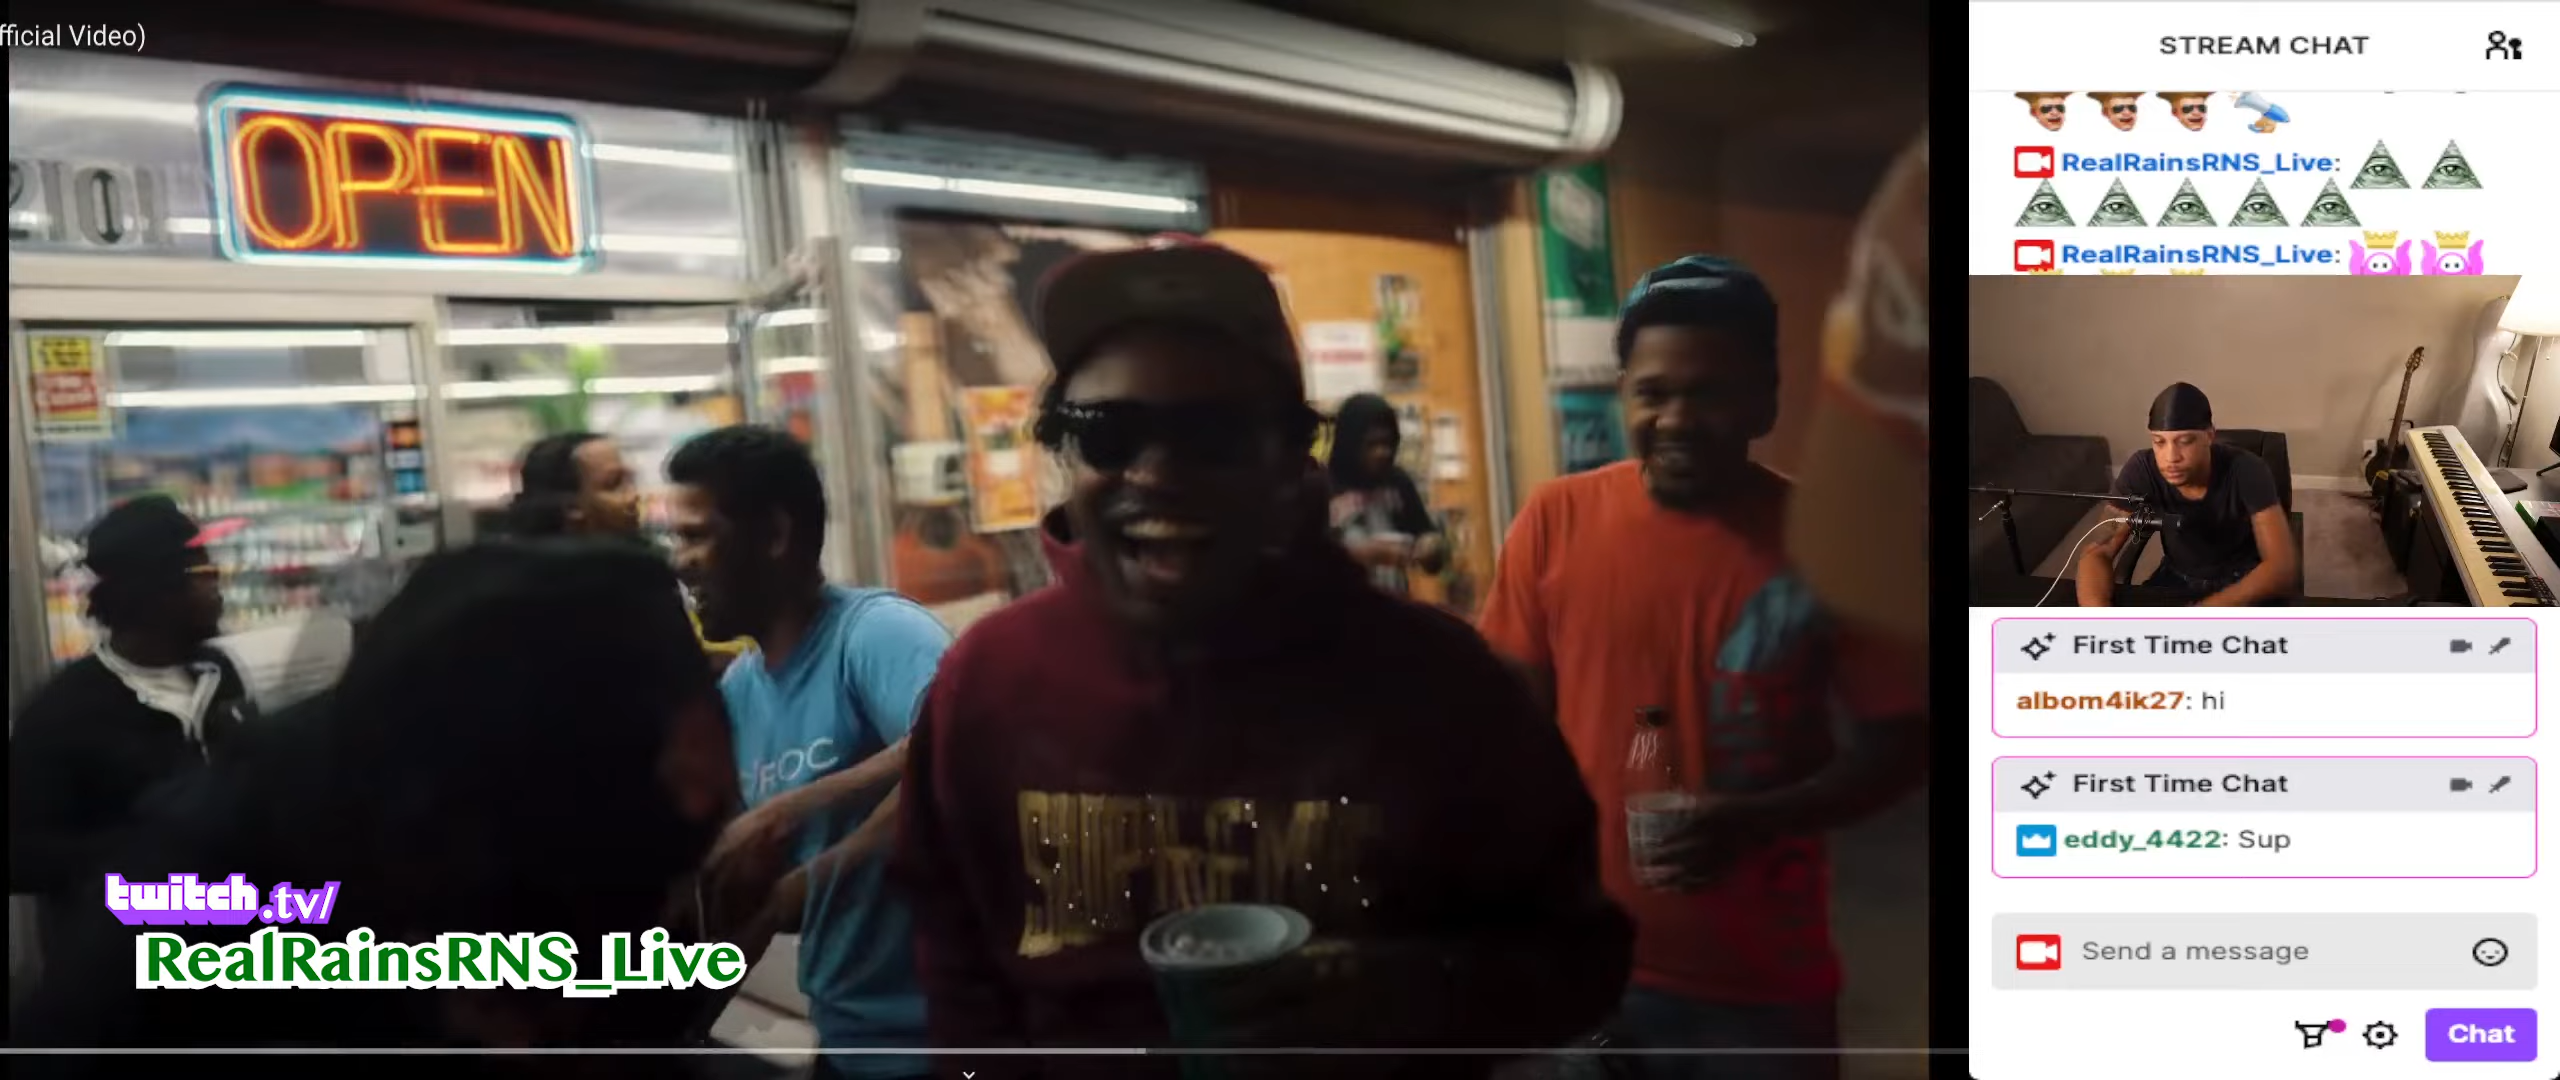 fficial Video)
OPEN
SUPREME
twitch.tv/
RealRainsRNS_Live
STREAM CHAT
RealRainsRNS_Live:
RealRainsRNS_Live:
First Time Chat
albom4ik27: hi
First Time Chat
eddy_4422: Sup
Send a message
Chat